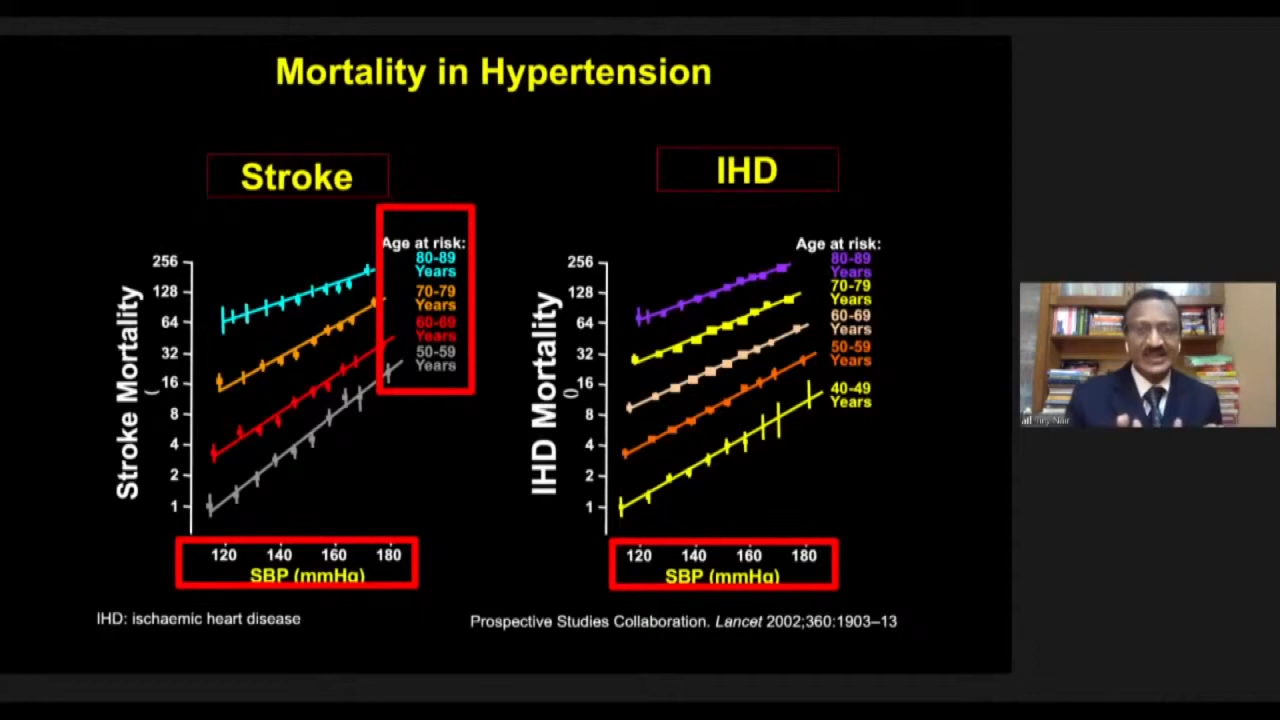 Mortality in Hypertension
Stroke
IHD
Stroke Mortality
(
256
128
64
32
16
8
4
2
1
Age at risk:
80-89
Years
70-79
Years
60-69
Years
50-59
Years
120 140 160 180
SBP (mmHg)
IHD Mortality
0
256
128
64
32
16
8
4
2
1
Age at risk:
80-89
Years
70-79
Years
60-69
Years
50-59
Years
40-49
Years
120 140 160 180
SBP (mmHg)
IHD: ischaemic heart disease
Prospective Studies Collaboration. Lancet 2002;360:1903–13